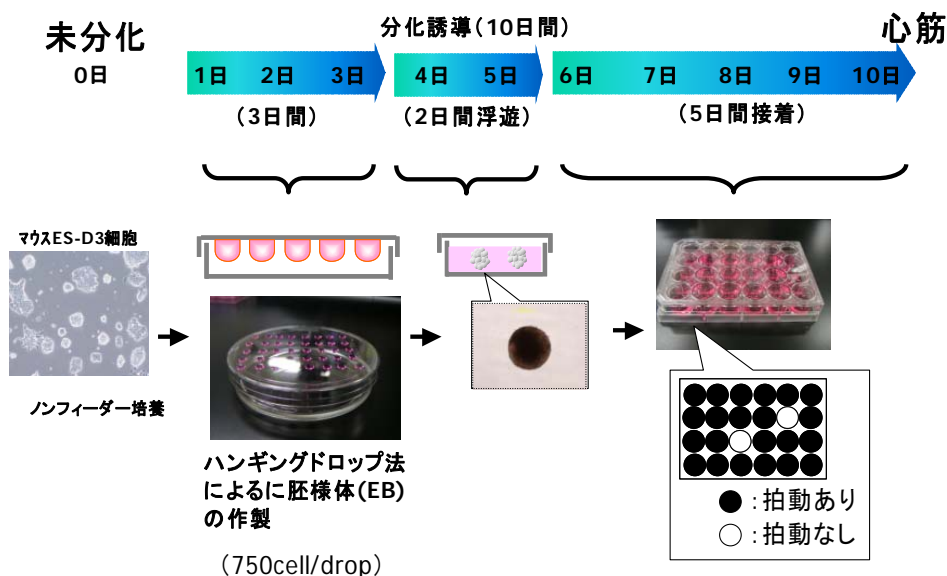 未分化
0日
分化誘導(10日間)
心筋
1日 2日 3日
4日 5日
6日 7日 8日 9日 10日
(3日間)
(2日間浮遊)
(5日間接着)
マウスES-D3細胞
ノンフィーダー培養
ハンギングドロップ法
によるに胚様体(EB)
の作製
(750cell/drop)
●:拍動あり
○:拍動なし